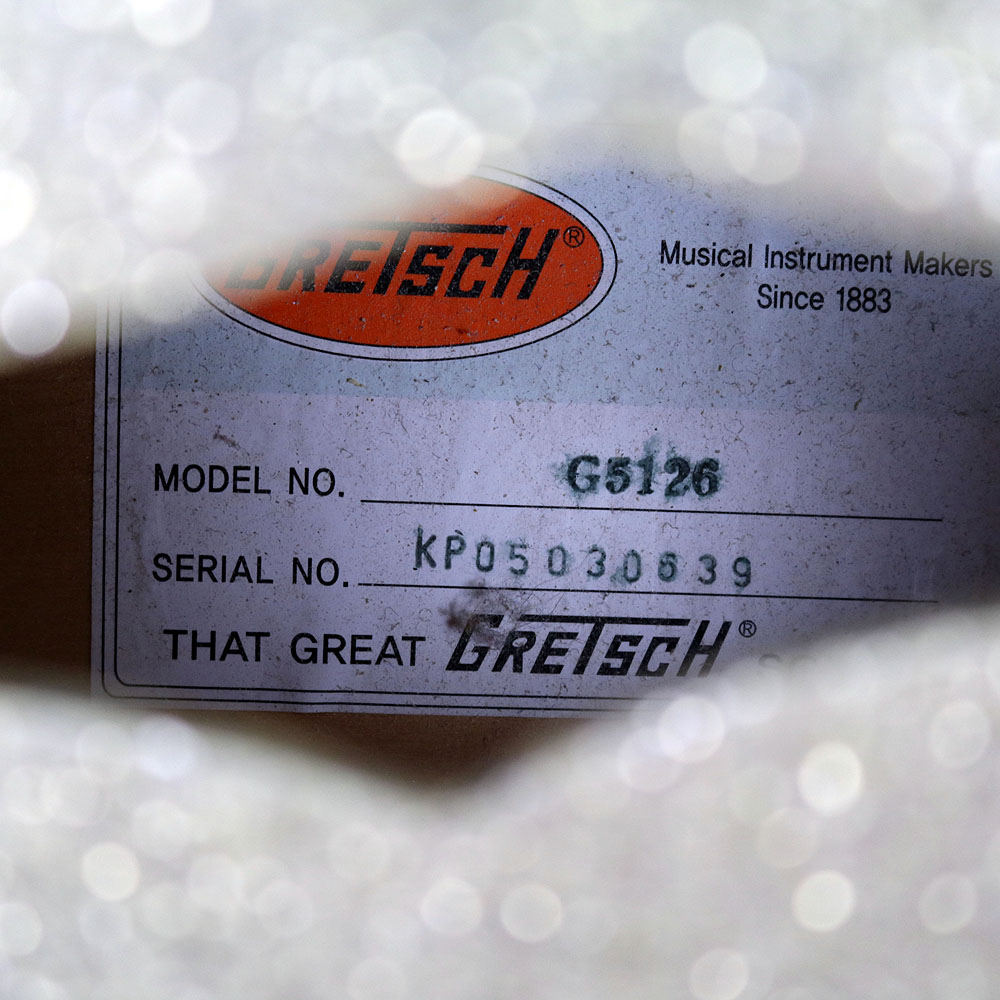 GRETSCH®
Musical Instrument Makers
Since 1883
MODEL NO. G5126
SERIAL NO. KP05030639
THAT GREAT GRETSCH®